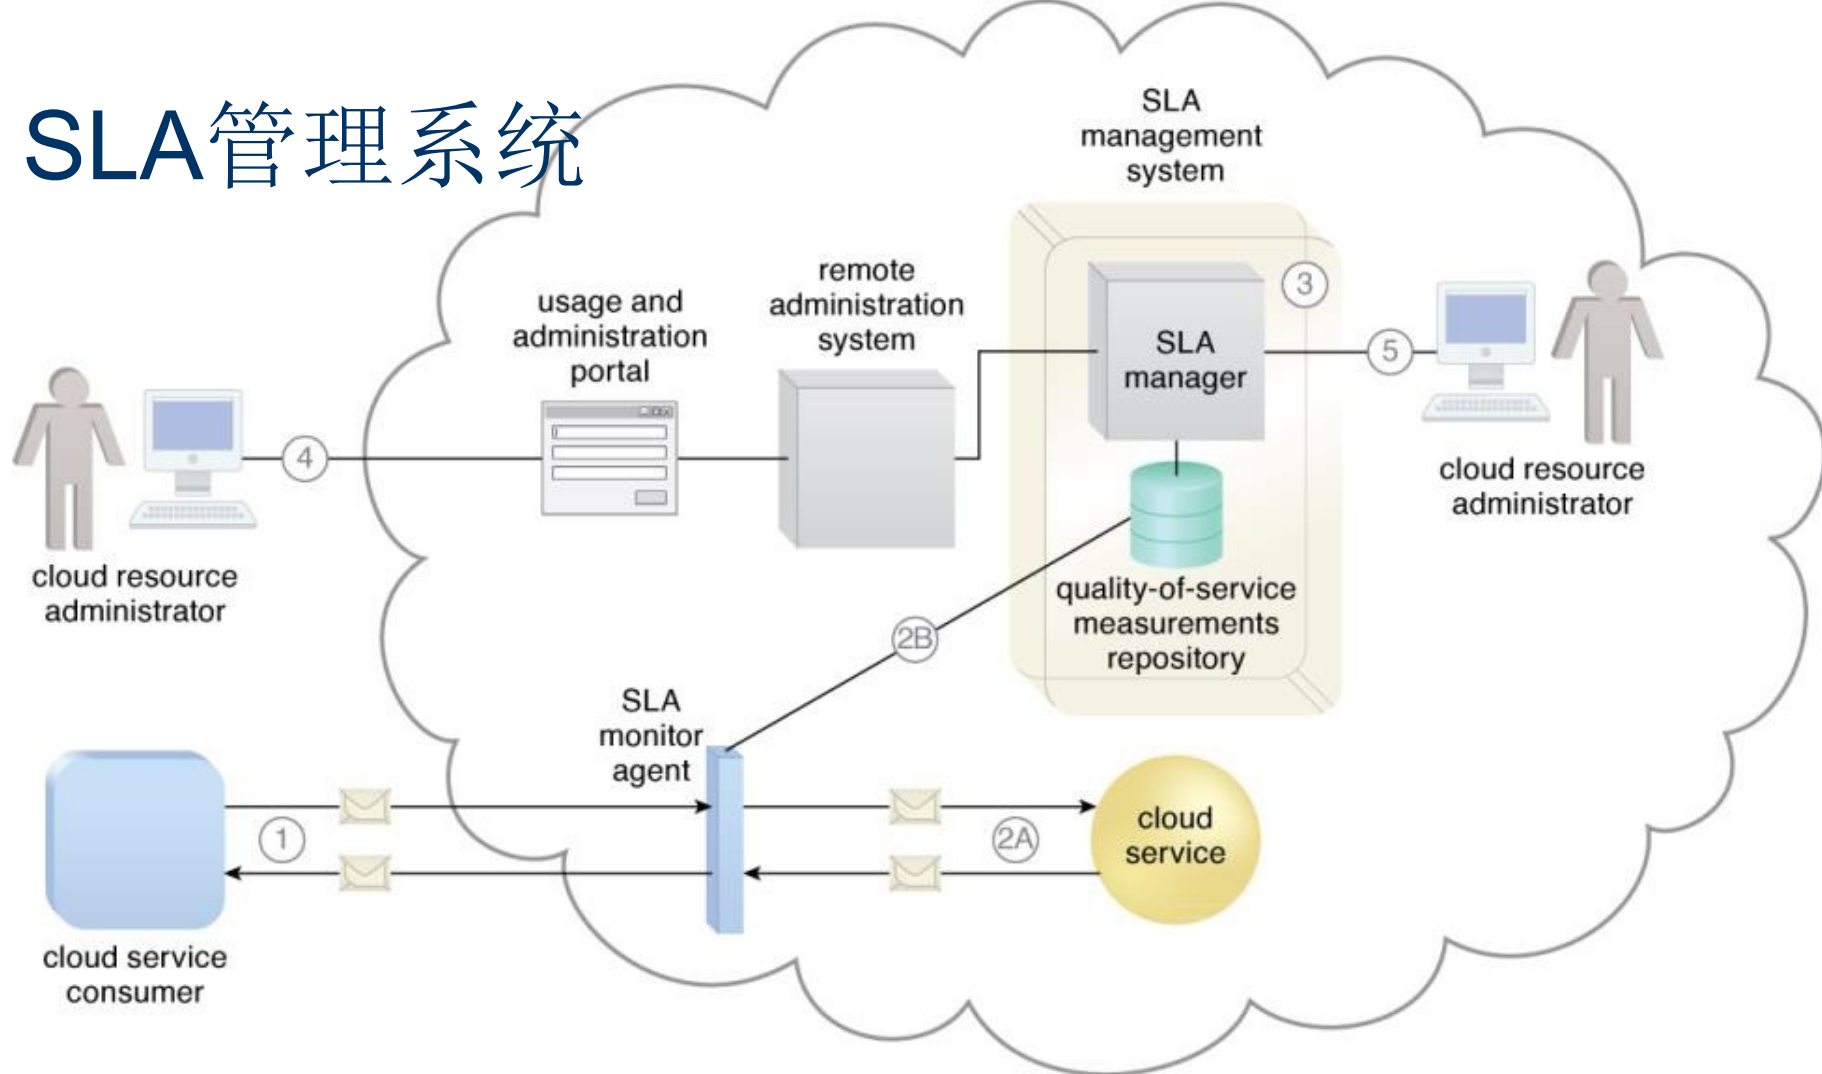 SLA管理系统
SLA
management
system
remote
administration
system
usage and
administration
portal
3
SLA
manager
5
4
cloud resource
administrator
cloud resource
administrator
quality-of-service
measurements
repository
2B
SLA
monitor
agent
1
2A
cloud
service
cloud service
consumer